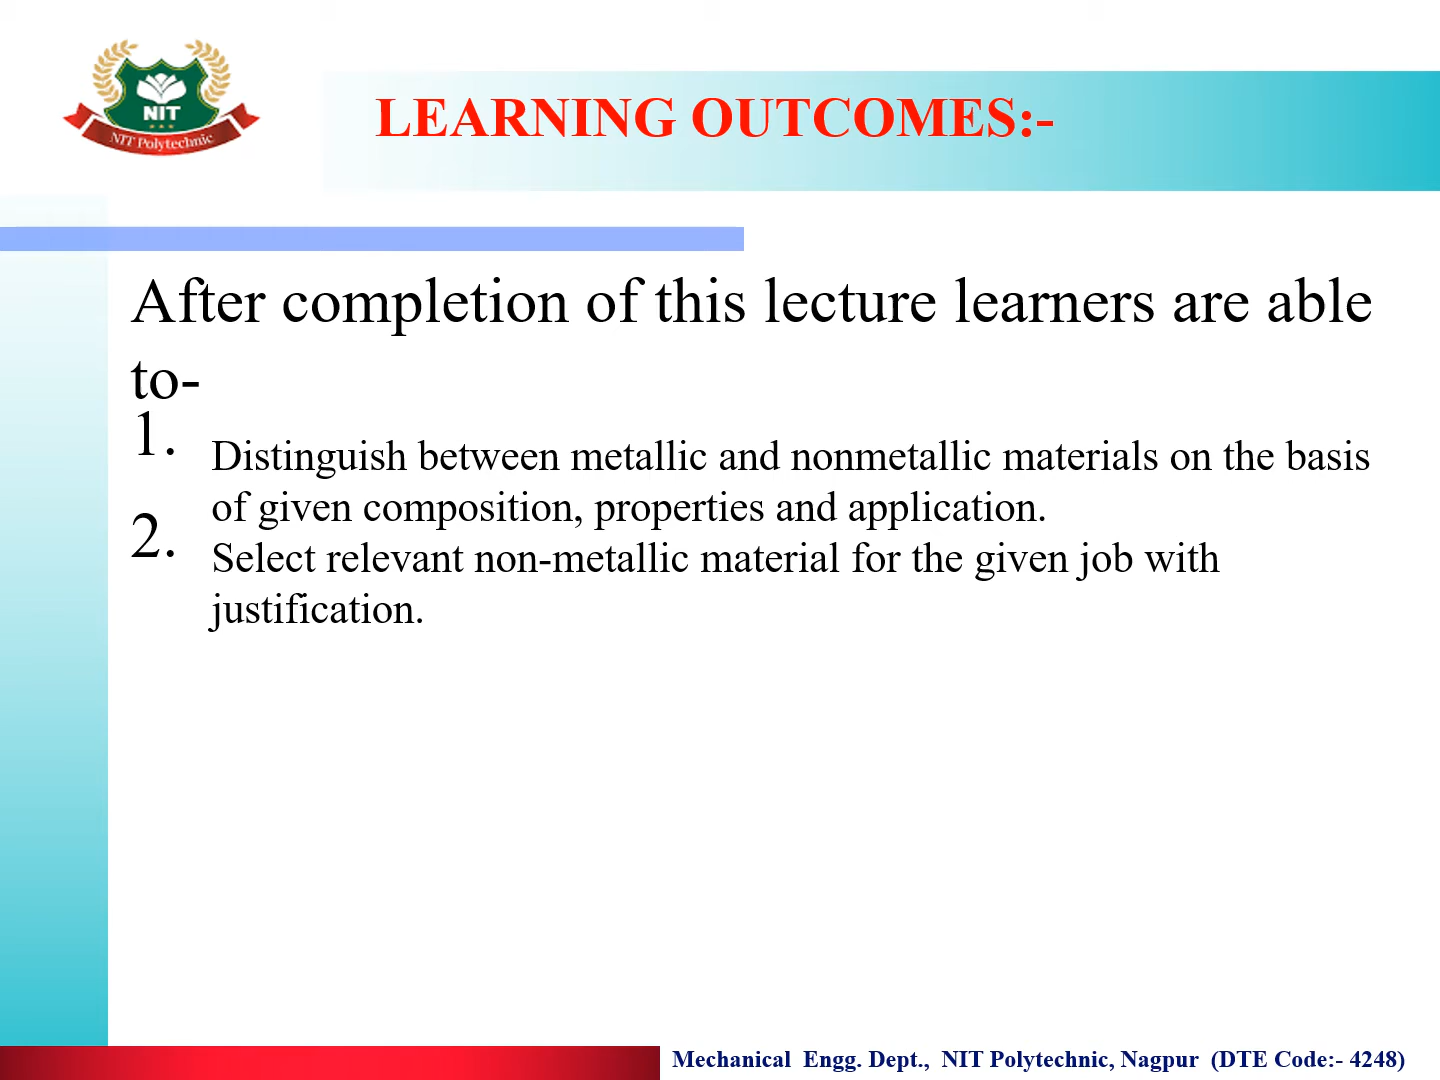 NIT
NIT Polytechnic
LEARNING OUTCOMES:-
After completion of this lecture learners are able
to-
1. Distinguish between metallic and nonmetallic materials on the basis
of given composition, properties and application.
2. Select relevant non-metallic material for the given job with
justification.
Mechanical Engg. Dept., NIT Polytechnic, Nagpur (DTE Code:- 4248)